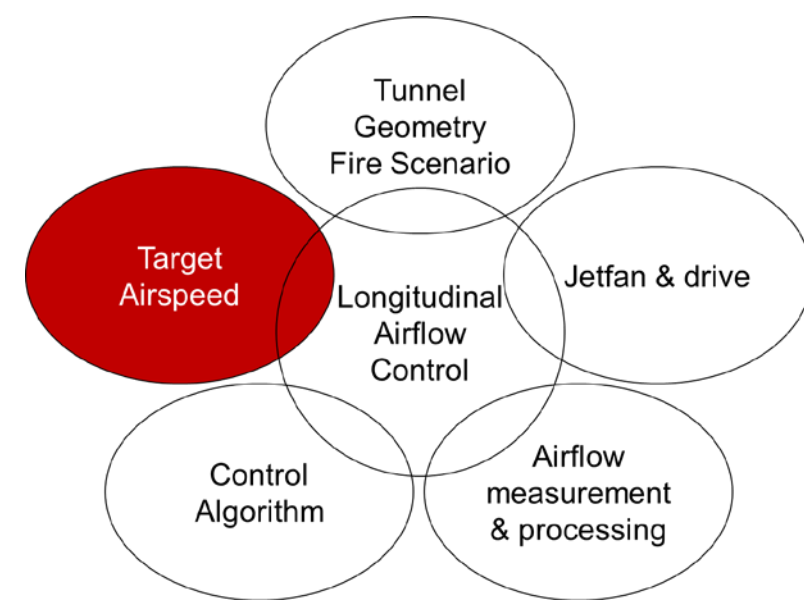 Tunnel
Geometry
Fire Scenario
Target
Airspeed
Longitudinal
Airflow
Control
Jetfan & drive
Control
Algorithm
Airflow
measurement
& processing